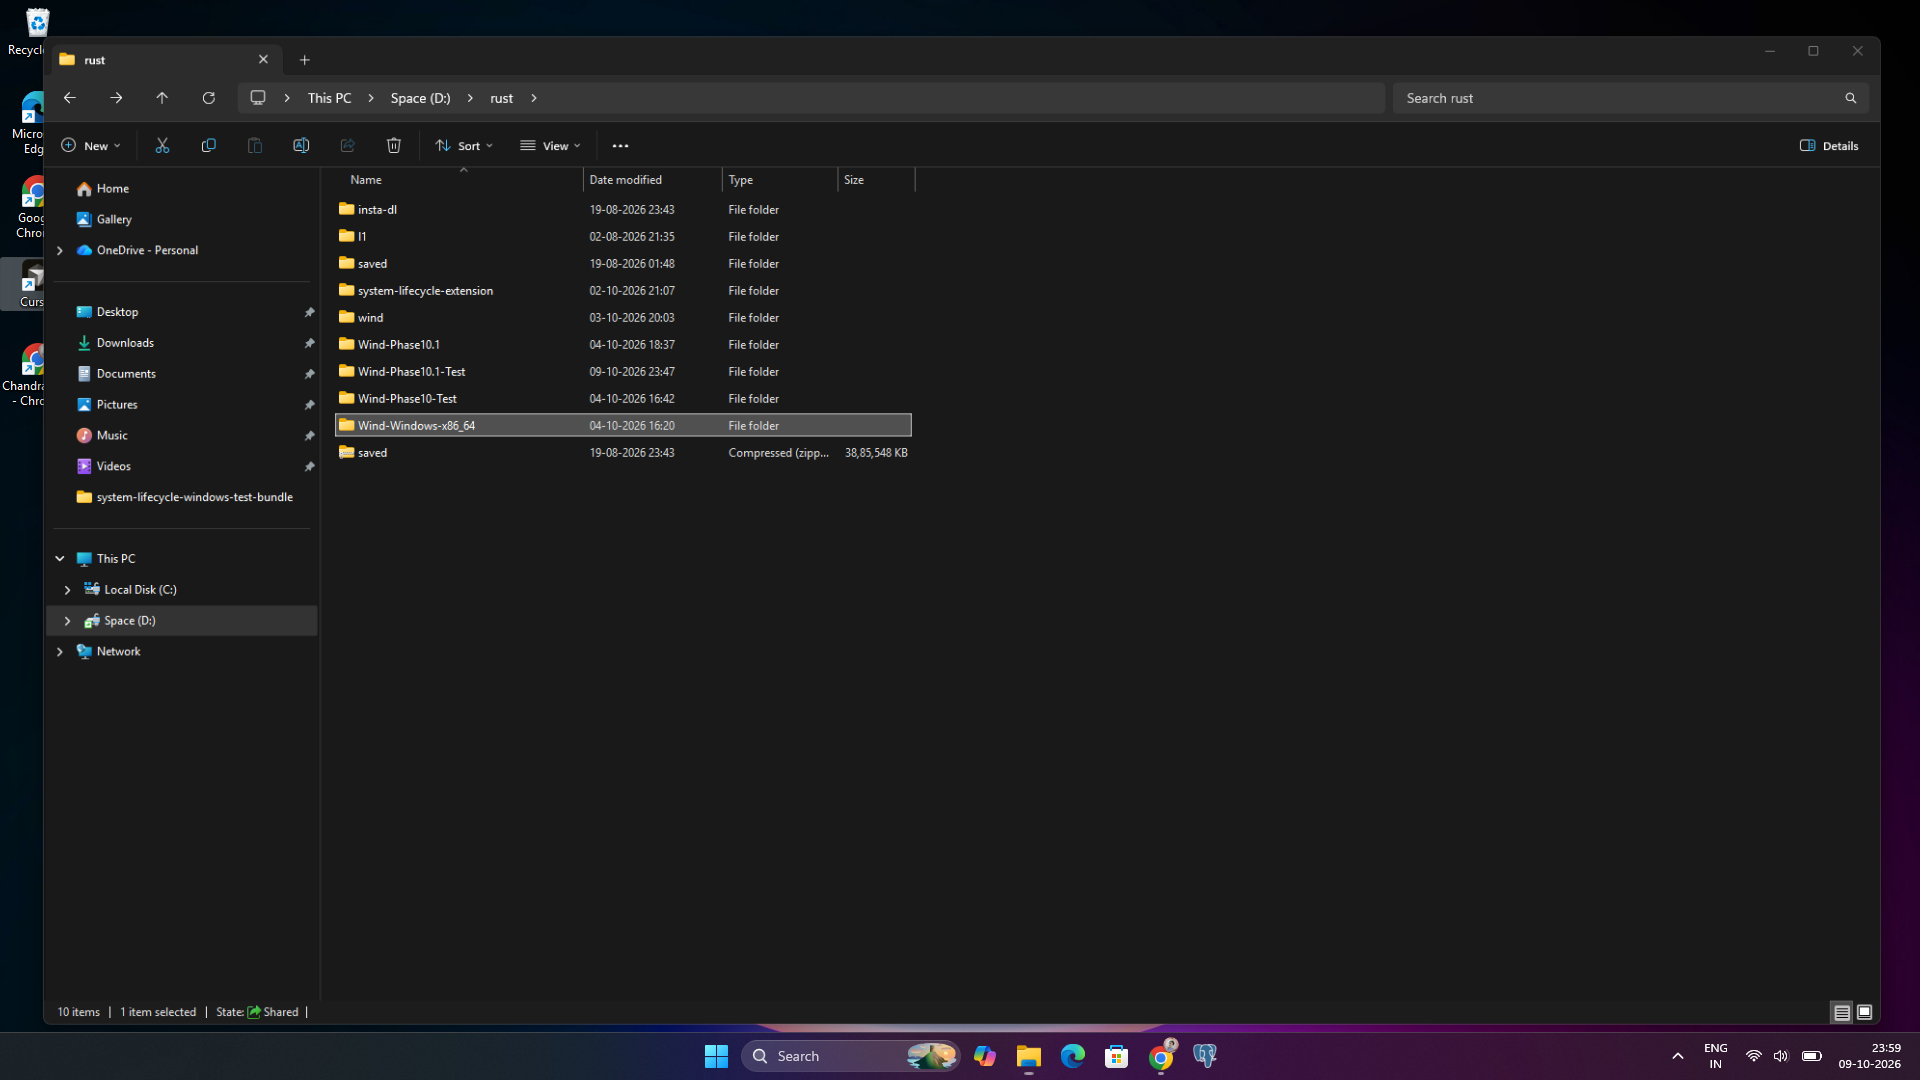 Recycle
rust
This PC
Space (D:)
rust
Search rust
Micros
Edg
New
Sort
View
Details
Goog
Chron
Curs
Chandra
- Chro
Home
Gallery
OneDrive - Personal
Desktop
Downloads
Documents
Pictures
Music
Videos
system-lifecycle-windows-test-bundle
This PC
Local Disk (C:)
Space (D:)
Network
Name Date modified Type Size
insta-dl 19-08-2026 23:43 File folder
l1 02-08-2026 21:35 File folder
saved 19-08-2026 01:48 File folder
system-lifecycle-extension 02-10-2026 21:07 File folder
wind 03-10-2026 20:03 File folder
Wind-Phase10.1 04-10-2026 18:37 File folder
Wind-Phase10.1-Test 09-10-2026 23:47 File folder
Wind-Phase10-Test 04-10-2026 16:42 File folder
Wind-Windows-x86_64 04-10-2026 16:20 File folder
saved 19-08-2026 23:43 Compressed (zipp... 38,85,548 KB
10 items | 1 item selected | State: Shared |
Search
ENG
IN
23:59
09-10-2026